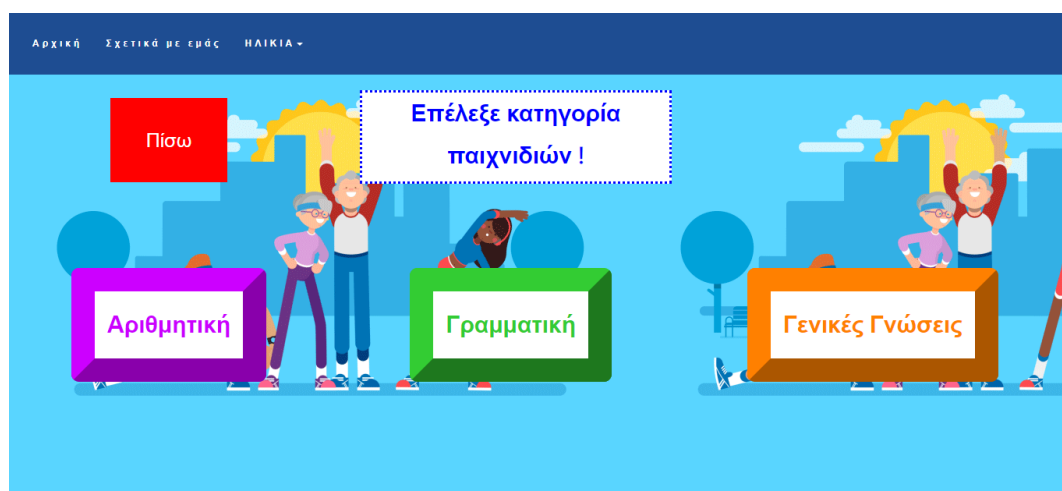 Αρχική Σχετικά με εμάς ΗΛΙΚΙΑ
Πίσω
Επέλεξε κατηγορία
παιχνιδιών !
Αριθμητική
Γραμματική
Γενικές Γνώσεις